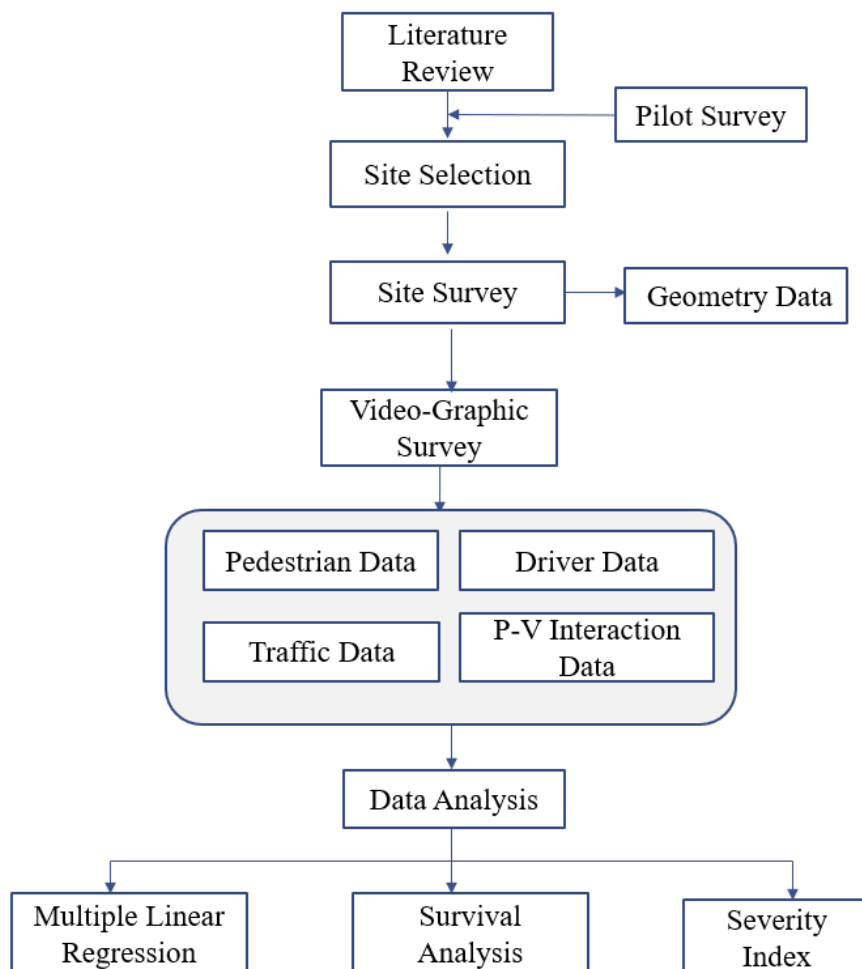 Literature
Review
Pilot Survey
Site Selection
Site Survey
Geometry Data
Video-Graphic
Survey
Pedestrian Data
Driver Data
Traffic Data
P-V Interaction
Data
Data Analysis
Multiple Linear
Regression
Survival
Analysis
Severity
Index